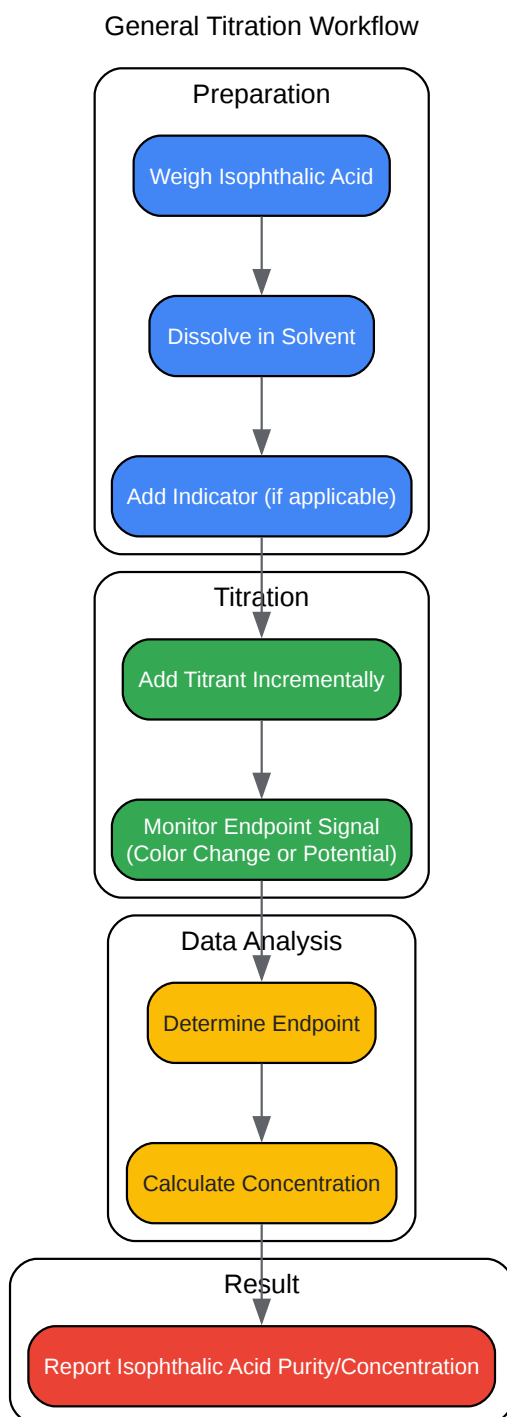 General Titration Workflow
Preparation
Weigh Isophthalic Acid
Dissolve in Solvent
Add Indicator (if applicable)
Titration
Add Titrant Incrementally
Monitor Endpoint Signal
(Color Change or Potential)
Data Analysis
Determine Endpoint
Calculate Concentration
Result
Report Isophthalic Acid Purity/Concentration